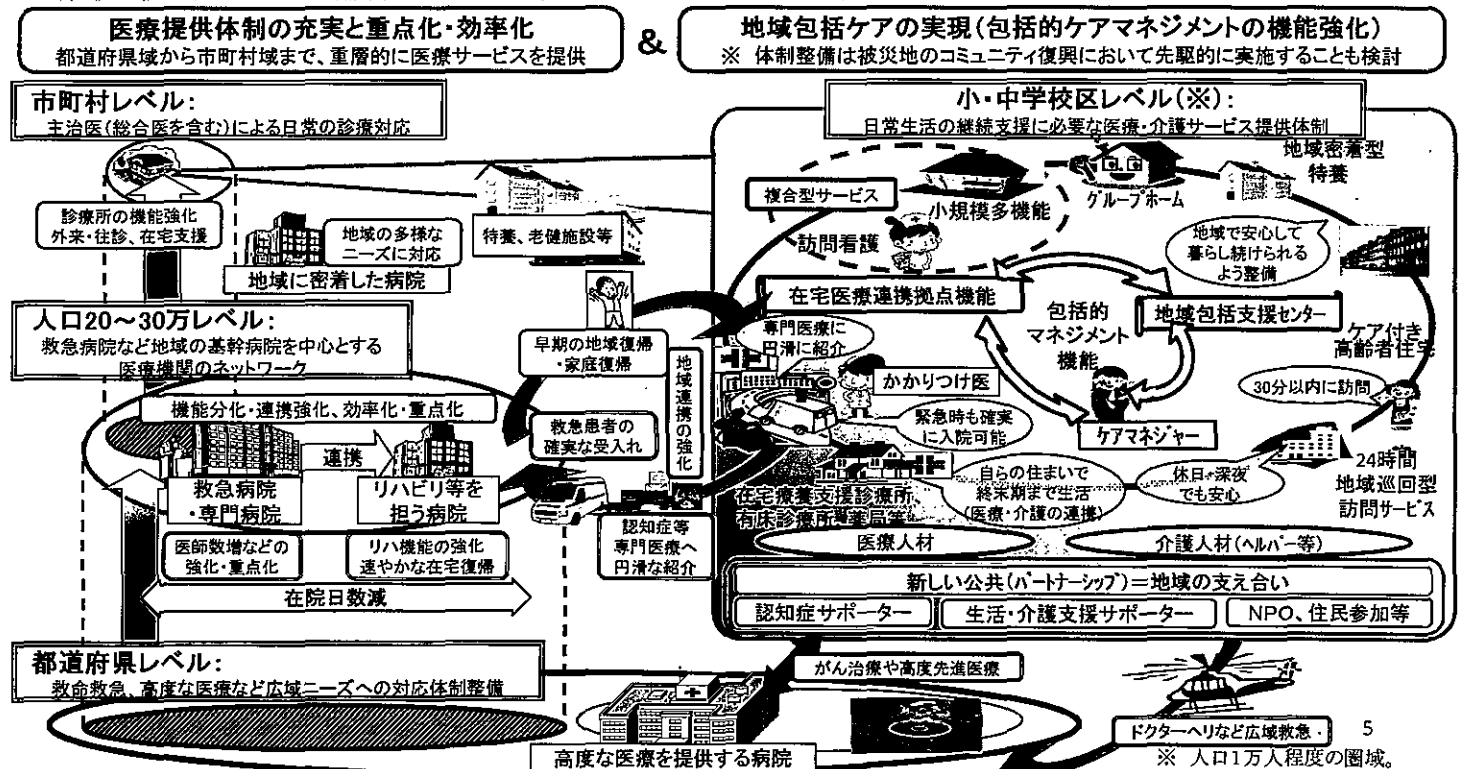 医療提供体制の充実と重点化・効率化
都道府県域から市町村域まで、重層的に医療サービスを提供
&
地域包括ケアの実現(包括的ケアマネジメントの機能強化)
※ 体制整備は被災地のコミュニティ復興において先駆的に実施することも検討
市町村レベル:
主治医(総合医を含む)による日常の診療対応
診療所の機能強化
外来・往診、在宅支援
地域の多様な
ニーズに対応
地域に密着した病院
特養、老健施設等
人口20～30万レベル:
救急病院など地域の基幹病院を中心とする
医療機関のネットワーク
早期の地域復帰
・家庭復帰
地域連携の強化
機能分化・連携強化、効率化・重点化
救急患者の
確実な受入れ
連携
救急病院
・専門病院
リハビリ等を
担う病院
医師数増などの
強化・重点化
リハ機能の強化
速やかな在宅復帰
認知症等
専門医療へ
円滑な紹介
在院日数減
小・中学校区レベル(※):
日常生活の継続支援に必要な医療・介護サービス提供体制
複合型サービス
小規模多機能
訪問看護
グループホーム
地域密着型
特養
地域で安心して
暮らし続けられる
よう整備
在宅医療連携拠点機能
包括的
マネジメント
機能
地域包括支援センター
ケア付き
高齢者住宅
専門医療に
円滑に紹介
かかりつけ医
緊急時も確実
に入院可能
ケアマネジャー
30分以内に訪問
在宅療養支援診療所、
有床診療所・薬局等
自らの住まいで
終末期まで生活
(医療・介護の連携)
休日・深夜
でも安心
24時間
地域巡回型
訪問サービス
医療人材
介護人材(ヘルパー等)
新しい公共(パートナーシップ)=地域の支え合い
認知症サポーター
生活・介護支援サポーター
NPO、住民参加等
都道府県レベル:
救命救急、高度な医療など広域ニーズへの対応体制整備
がん治療や高度先進医療
高度な医療を提供する病院
ドクターヘリなど広域救急
5
※ 人口1万人程度の圏域。